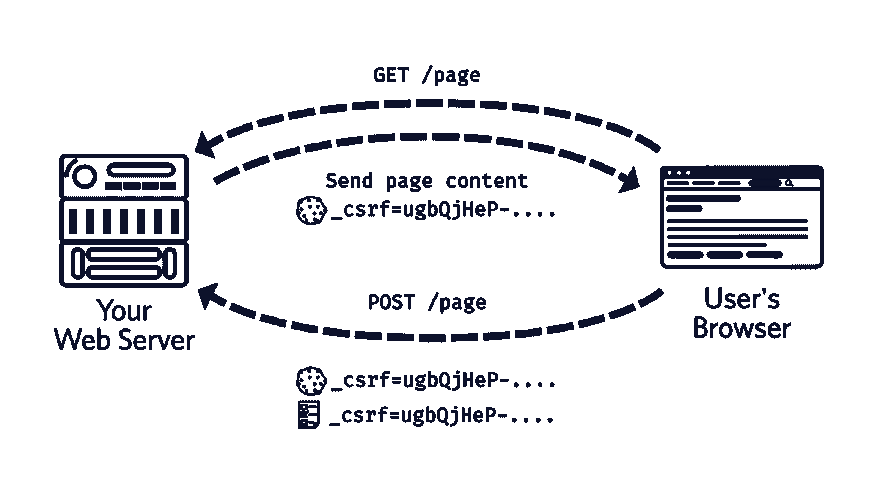 GET /page
Send page content
_csrf=ugbQjHeP-....
Your
Web Server
POST /page
User's
Browser
_csrf=ugbQjHeP-....
_csrf=ugbQjHeP-....